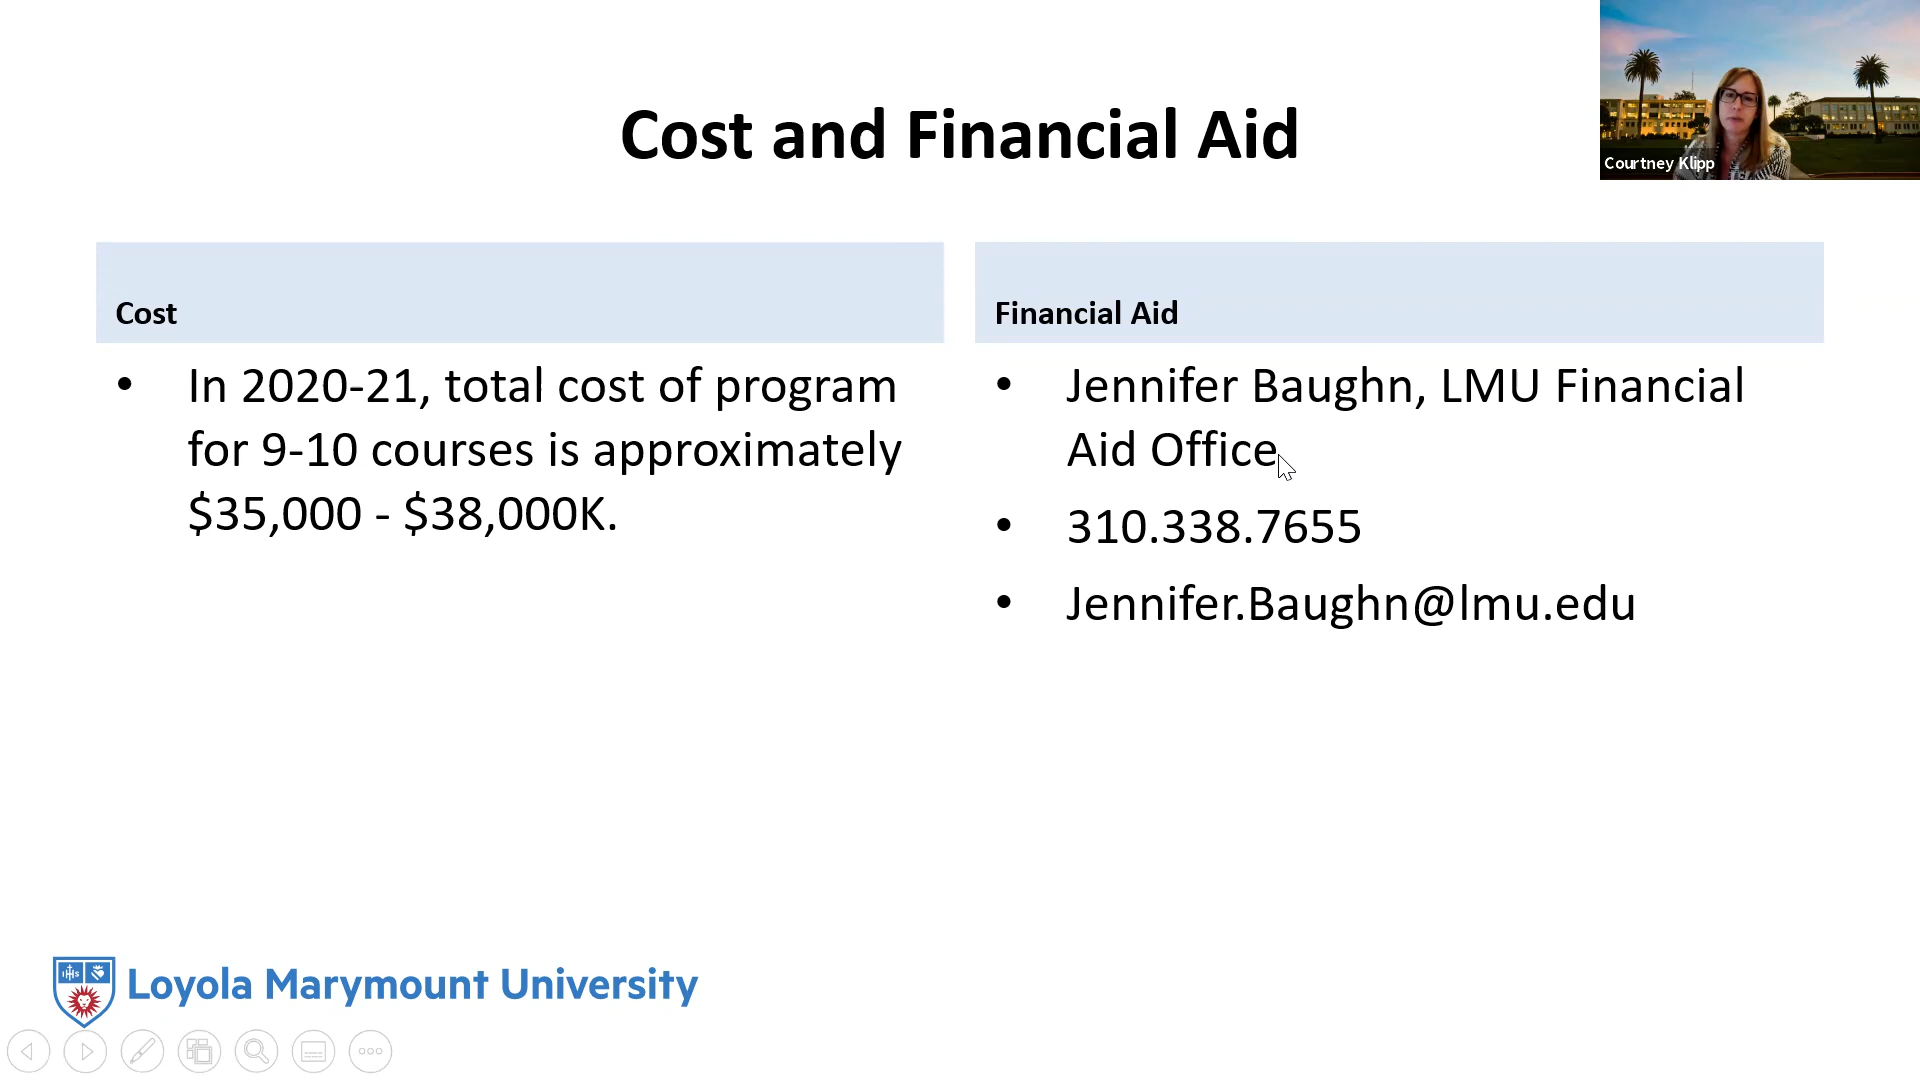 Cost and Financial Aid
Courtney Klipp
Cost
• In 2020-21, total cost of program
for 9-10 courses is approximately
$35,000 - $38,000K.
Financial Aid
• Jennifer Baughn, LMU Financial
Aid Office
• 310.338.7655
• Jennifer.Baughn@lmu.edu
IHS
Loyola Marymount University